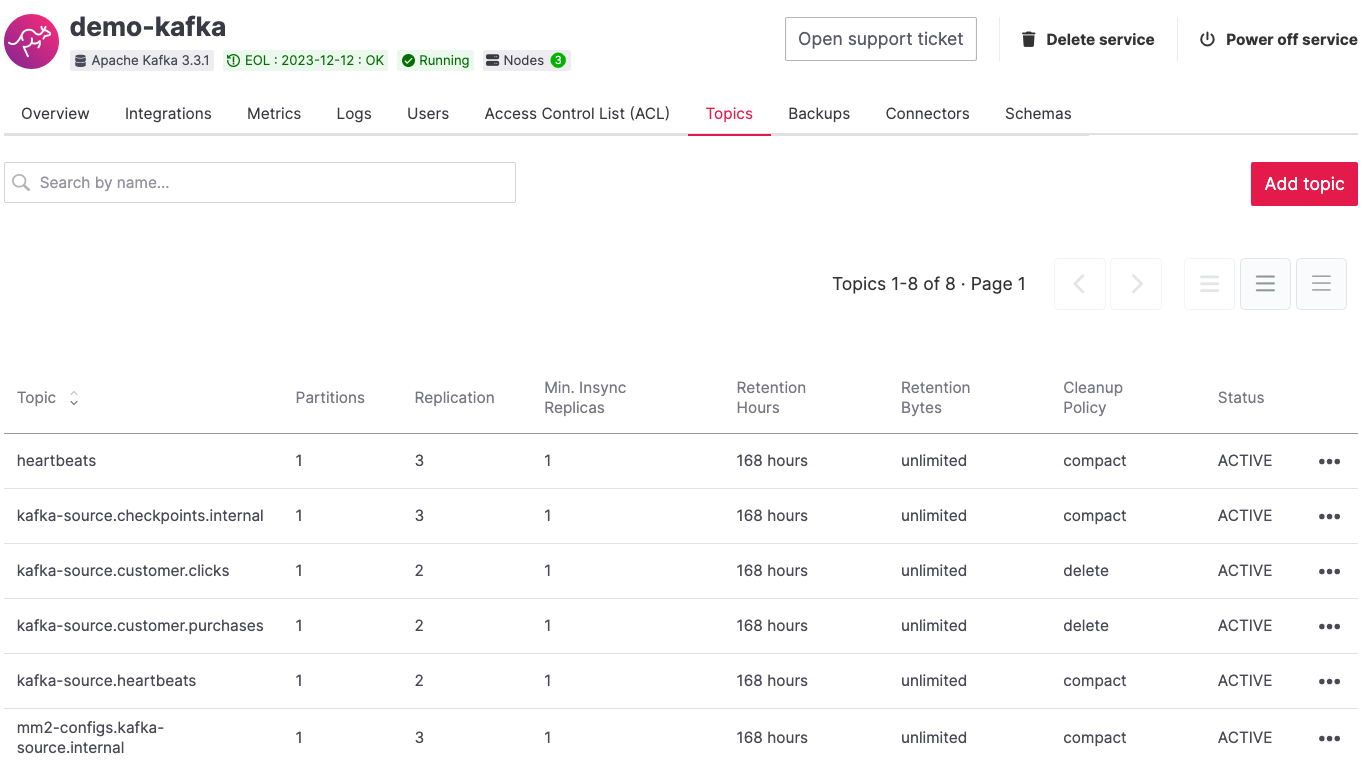 demo-kafka
Apache Kafka 3.3.1 EOL : 2023-12-12 : OK Running Nodes 3
Open support ticket Delete service Power off service
Overview Integrations Metrics Logs Users Access Control List (ACL) Topics Backups Connectors Schemas
Search by name...
Add topic
Topics 1-8 of 8 · Page 1
Topic Partitions Replication Min. Insync Replicas Retention Hours Retention Bytes Cleanup Policy Status
heartbeats 1 3 1 168 hours unlimited compact ACTIVE
kafka-source.checkpoints.internal 1 3 1 168 hours unlimited compact ACTIVE
kafka-source.customer.clicks 1 2 1 168 hours unlimited delete ACTIVE
kafka-source.customer.purchases 1 2 1 168 hours unlimited delete ACTIVE
kafka-source.heartbeats 1 2 1 168 hours unlimited compact ACTIVE
mm2-configs.kafka-
source.internal 1 3 1 168 hours unlimited compact ACTIVE